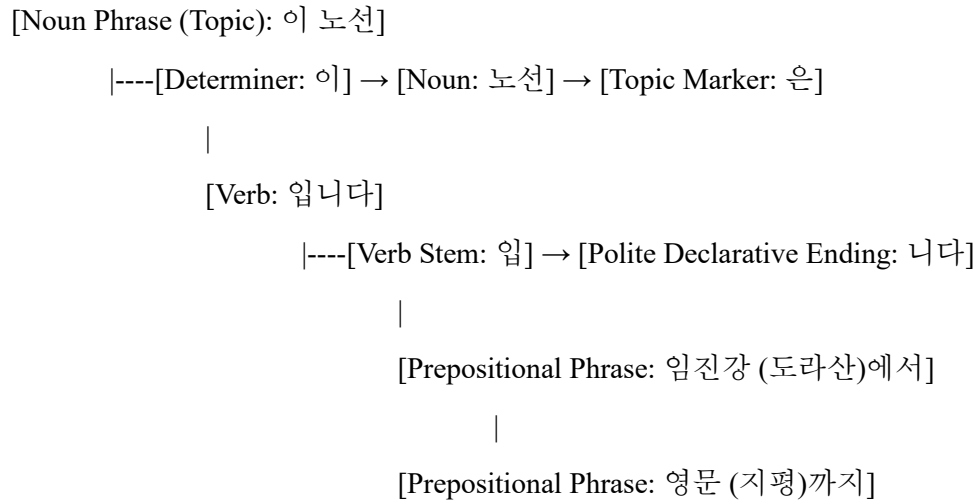 [Noun Phrase (Topic): 이 노선]
|----[Determiner: 이] → [Noun: 노선] → [Topic Marker: 은]
|
[Verb: 입니다]
|----[Verb Stem: 입] → [Polite Declarative Ending: 니다]
|
[Prepositional Phrase: 임진강 (도라산)에서]
|
[Prepositional Phrase: 영문 (지평)까지]